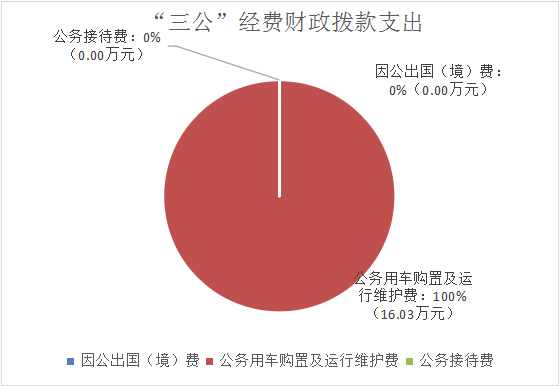 “三公”经费财政拨款支出
公务接待费：0%
（0.00万元）
因公出国（境）费：
0%（0.00万元）
公务用车购置及运
行维护费：100%
（16.03万元）
因公出国（境）费 公务用车购置及运行维护费 公务接待费